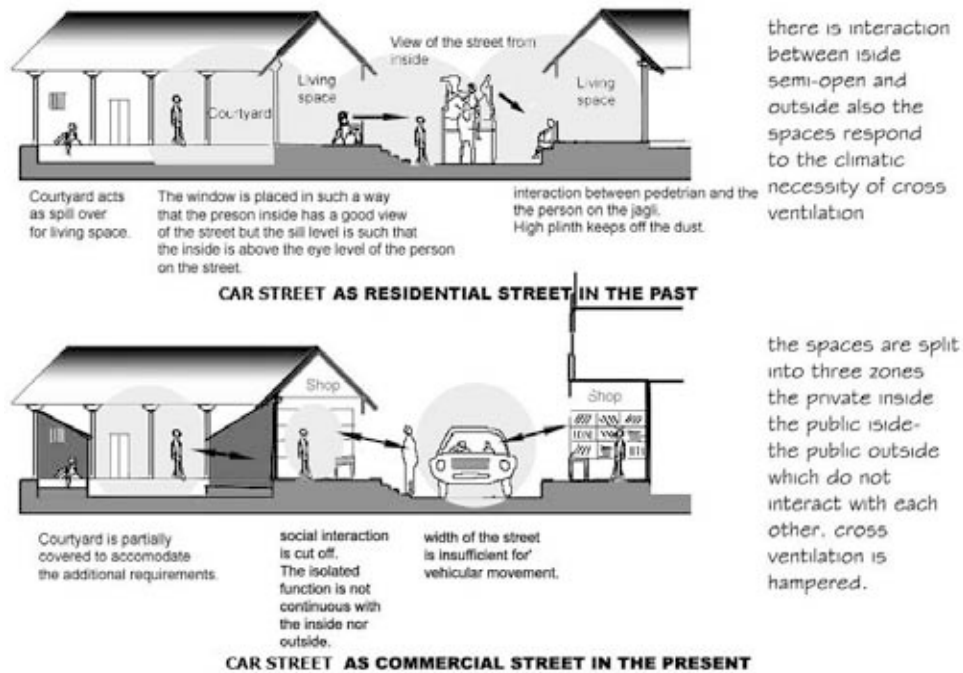 View of the street from
inside
Living
space
Courtyard
Living
space
there is interaction
between iside
semi-open and
outside also the
spaces respond
to the climatic
necessity of cross
ventilation
Courtyard acts
as spill over
for living space.
The window is placed in such a way
that the preson inside has a good view
of the street but the sill level is such that
the inside is above the eye level of the person
on the street.
interaction between pedetrian and the
the person on the jagli.
High plinth keeps off the dust.
CAR STREET AS RESIDENTIAL STREET IN THE PAST
Shop
Shop
the spaces are split
into three zones
the private inside
the public iside-
the public outside
which do not
interact with each
other. cross
ventilation is
hampered.
Courtyard is partially
covered to accomodate
the additional requirements.
social interaction
is cut off.
The isolated
function is not
continuous with
the inside nor
outside.
width of the street
is insufficient for'
vehicular movement.
CAR STREET AS COMMERCIAL STREET IN THE PRESENT